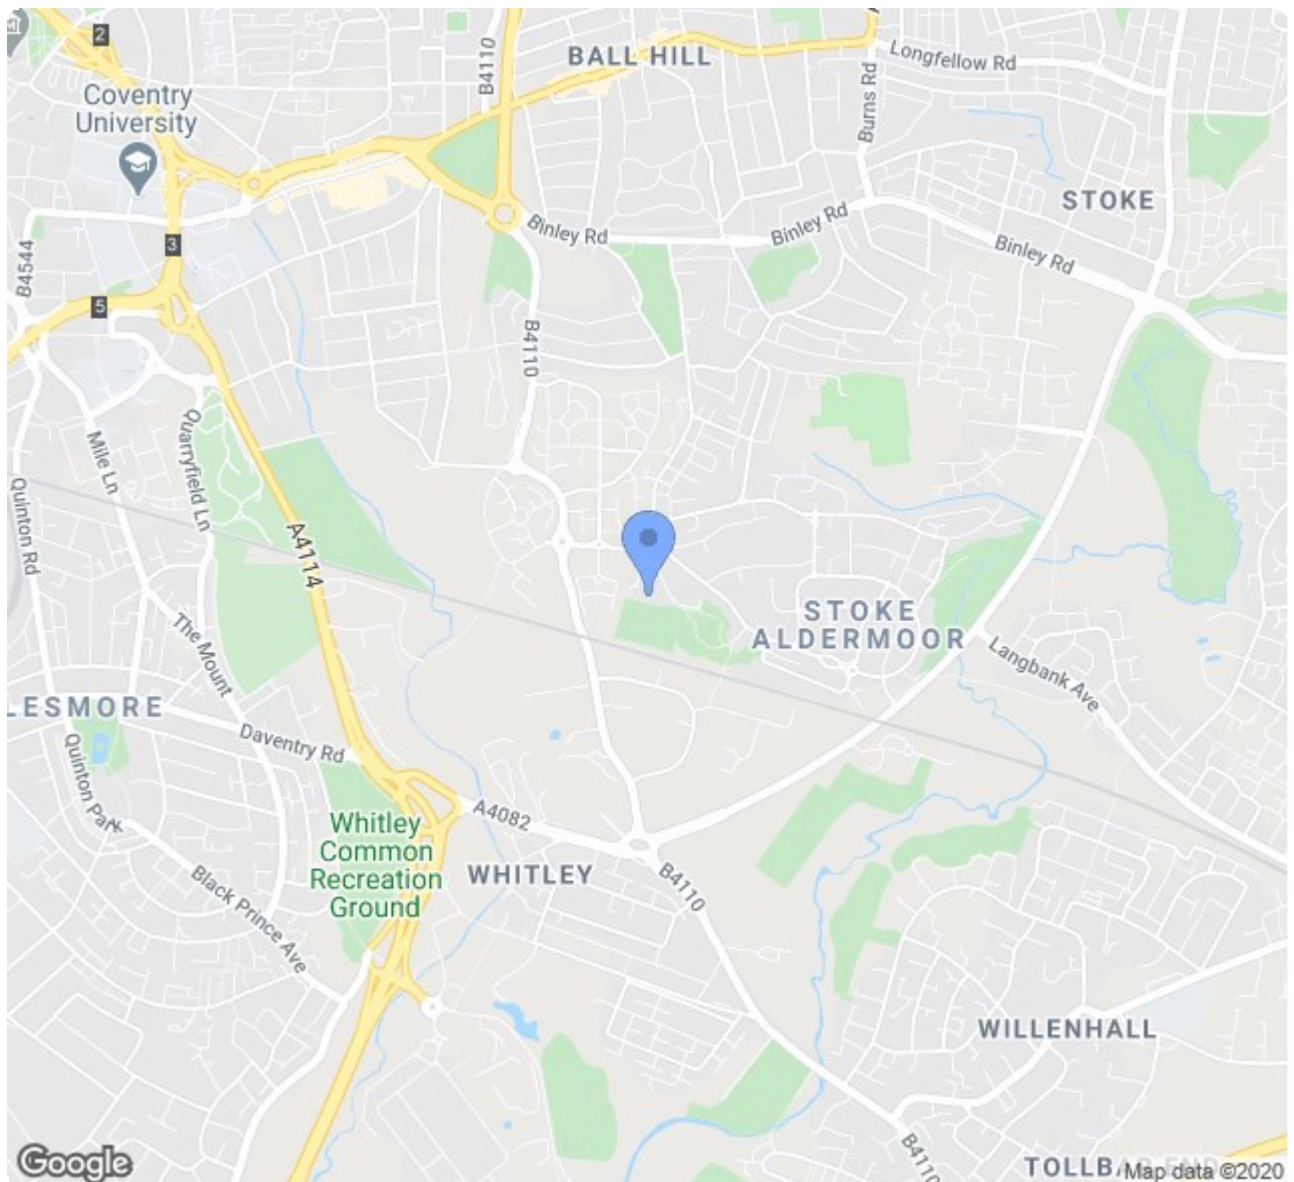 2
BALL HILL
B4110
Longfellow Rd
Coventry
University
Burns Rd
STOKE
Binley Rd
Binley Rd
Binley Rd
3
B4544
5
B4110
Quarryfield Ln
Mile Ln
Quinton Rd
A4114
STOKE
ALDERMOOR
The Mount
Langbank Ave
LESMORE
Daventry Rd
Quinton Park
A4082
Whitley
Common
Recreation
Ground
WHITLEY
B4110
Black Prince Ave
WILLENHALL
B4110
Google
TOLLBAR END
Map data ©2020